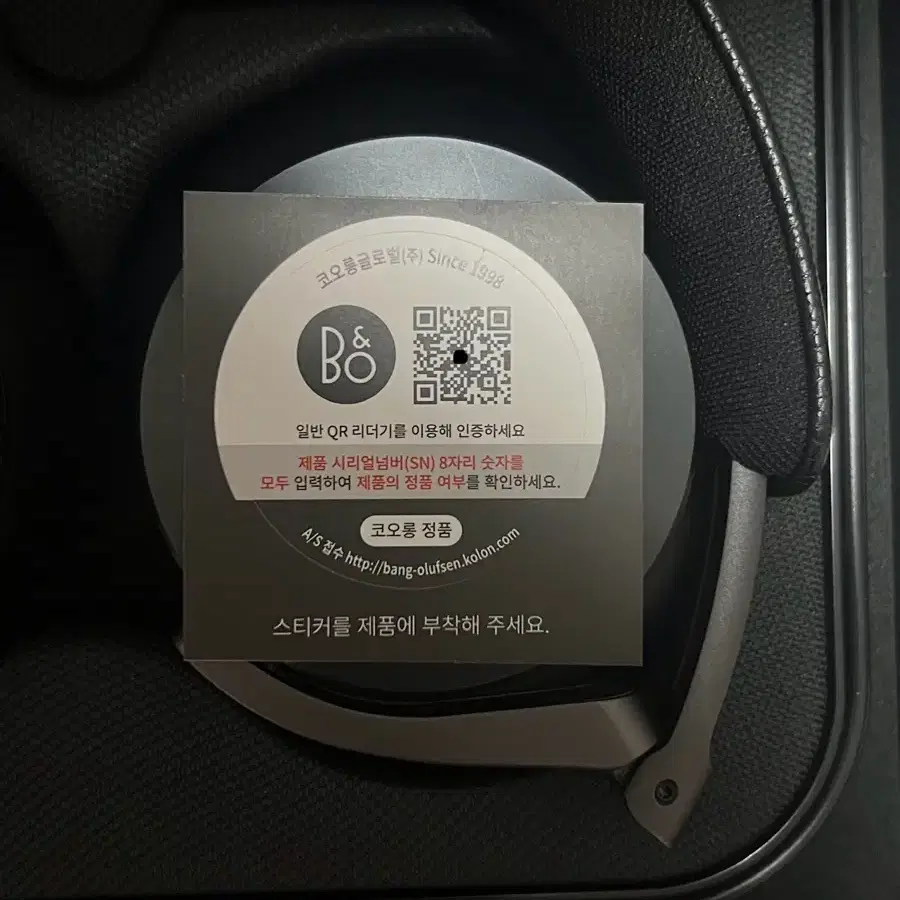 코오롱글로벌(주) Since 1998
B&O
일반 QR 리더기를 이용해 인증하세요
제품 시리얼넘버(SN) 8자리 숫자를
모두 입력하여 제품의 정품 여부를 확인하세요.
코오롱 정품
A/S 접수 http://bang-olufsen.kolon.com
스티커를 제품에 부착해 주세요.